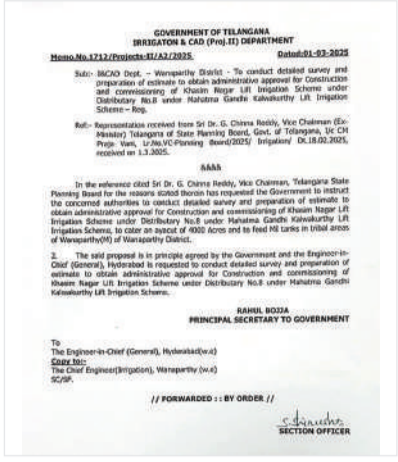 GOVERNMENT OF TELANGANA
IRRIGATON & CAD (Proj.II) DEPARTMENT
Memo.No.1712/Projects-II/A2/2025 Dated:01-03-2025
Sub:- I&CAD Dept. – Wanaparthy District - To conduct detailed survey and
preparation of estimate to obtain administrative approval for Construction
and commissioning of Khasim Nagar Lift Irrigation Scheme under
Distributary No.8 under Mahatma Gandhi Kalwakurthy Lift Irrigation
Scheme – Reg.
Ref:- Representation received from Sri Dr. G. Chinna Reddy, Vice Chairman (Ex-
Minister) Telangana of State Planning Board, Govt. of Telangana, I/c CM
Praja Vani, Lr.No.VC-Planning Board/2025/ Irrigation/ Dt.18.02.2025,
received on 1.3.2025.
&&&&
In the reference cited Sri Dr. G. Chinna Reddy, Vice Chairman, Telangana State
Planning Board for the reasons stated therein has requested the Government to instruct
the concerned authorities to conduct detailed survey and preparation of estimate to
obtain administrative approval for Construction and commissioning of Khasim Nagar Lift
Irrigation Scheme under Distributary No.8 under Mahatma Gandhi Kalwakurthy Lift
Irrigation Scheme, to cater an ayacut of 4000 Acres and to feed MI tanks in tribal areas
of Wanaparthy(M) of Wanaparthy District.
2. The said proposal is in principle agreed by the Government and the Engineer-in-
Chief (General), Hyderabad is requested to conduct detailed survey and preparation of
estimate to obtain administrative approval for Construction and commissioning of
Khasim Nagar Lift Irrigation Scheme under Distributary No.8 under Mahatma Gandhi
Kalwakurthy Lift Irrigation Scheme.
RAHUL BOJJA
PRINCIPAL SECRETARY TO GOVERNMENT
To
The Engineer-in-Chief (General), Hyderabad(w.e)
Copy to:-
The Chief Engineer(Irrigation), Wanaparthy (w.e)
SC/SF.
// FORWARDED : : BY ORDER //
SECTION OFFICER